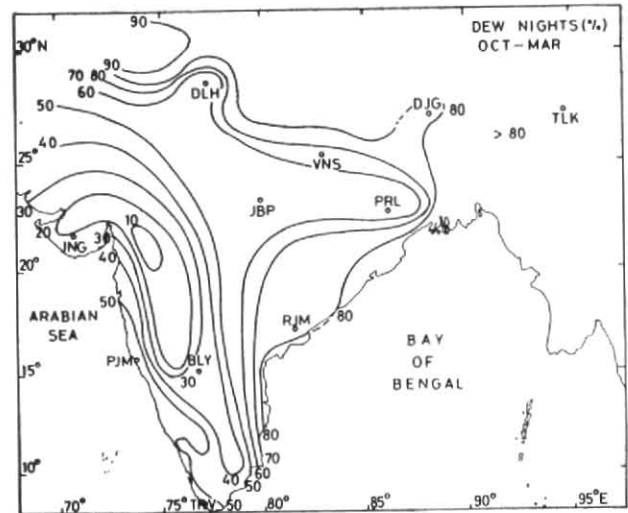 90
DEW NIGHTS (%)
OCT-MAR
30°N
90
70 80
60
DLH
50
DJG
80
TLK
> 80
40
25°
VNS
30
20
JNG
30
40
10
JBP
PRL
20°
50
ARABIAN
SEA
RJM
80
BAY
OF
BENGAL
PJM
BLY
30
15°
80
70
60
50
40
10°
70°
75°
TRV
50
80°
85°
90°
95°E